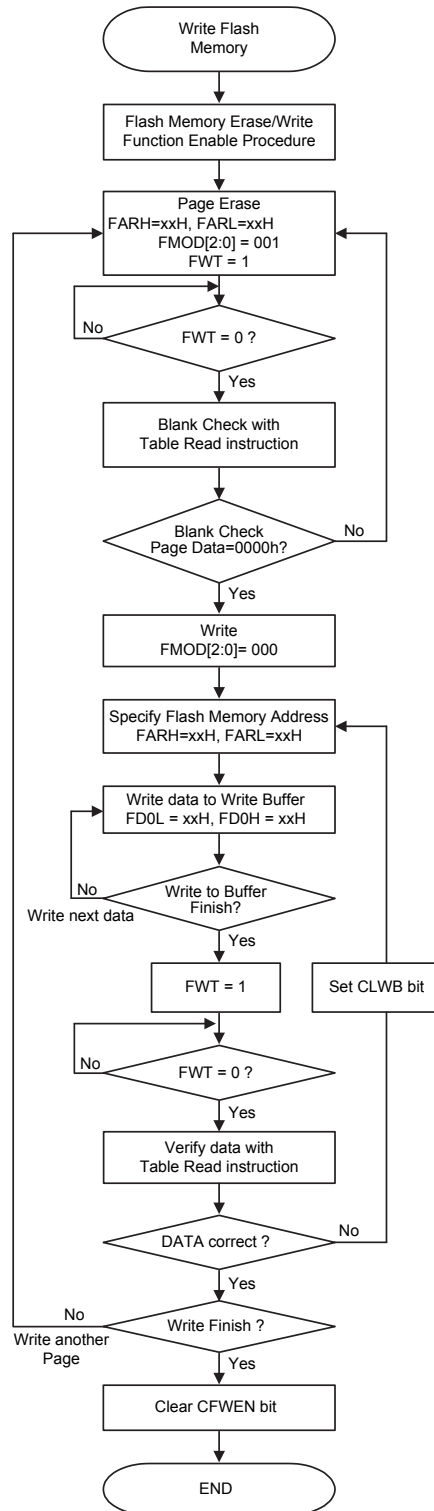 Write Flash
Memory
Flash Memory Erase/Write
Function Enable Procedure
Page Erase
FARH=xxH, FARL=xxH
FMOD[2:0] = 001
FWT = 1
No
FWT = 0 ?
Yes
Blank Check with
Table Read instruction
Blank Check
Page Data=0000h?
No
Yes
Write
FMOD[2:0]= 000
Specify Flash Memory Address
FARH=xxH, FARL=xxH
Write data to Write Buffer
FD0L = xxH, FD0H = xxH
No
Write next data
Write to Buffer
Finish?
Yes
FWT = 1
Set CLWB bit
No
FWT = 0 ?
Yes
Verify data with
Table Read instruction
DATA correct ?
No
Yes
No
Write another
Page
Write Finish ?
Yes
Clear CFWEN bit
END